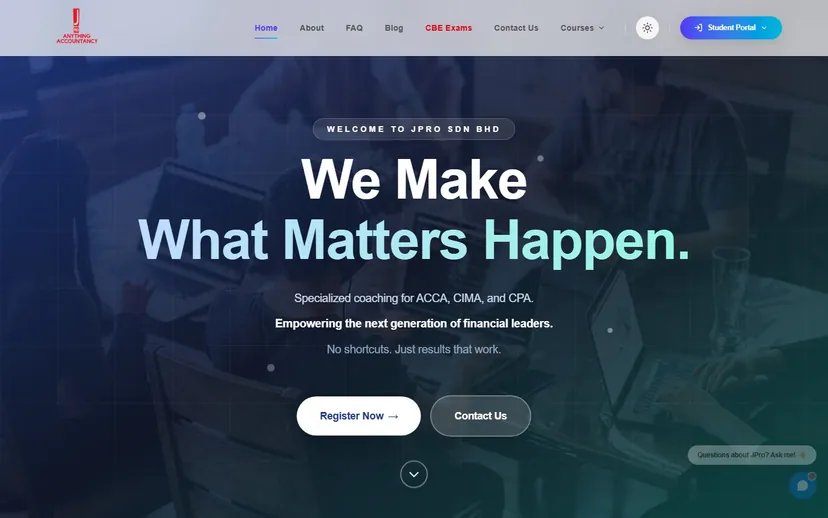 ANYTHING
ACCOUNTANCY
Home About FAQ Blog CBE Exams Contact Us Courses Student Portal
WELCOME TO JPRO SDN BHD
We Make
What Matters Happen.
Specialized coaching for ACCA, CIMA, and CPA.
Empowering the next generation of financial leaders.
No shortcuts. Just results that work.
Register Now → Contact Us
Questions about JPro? Ask me! 👋